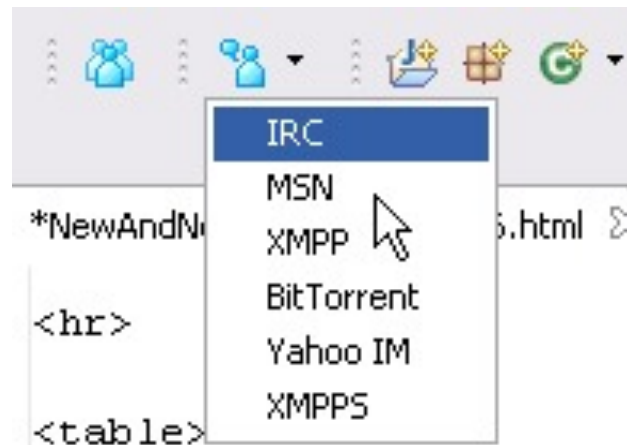 IRC
MSN
*NewAndN
.html
XMPP
BitTorrent
<hr>
Yahoo IM
XMPPS
<table>